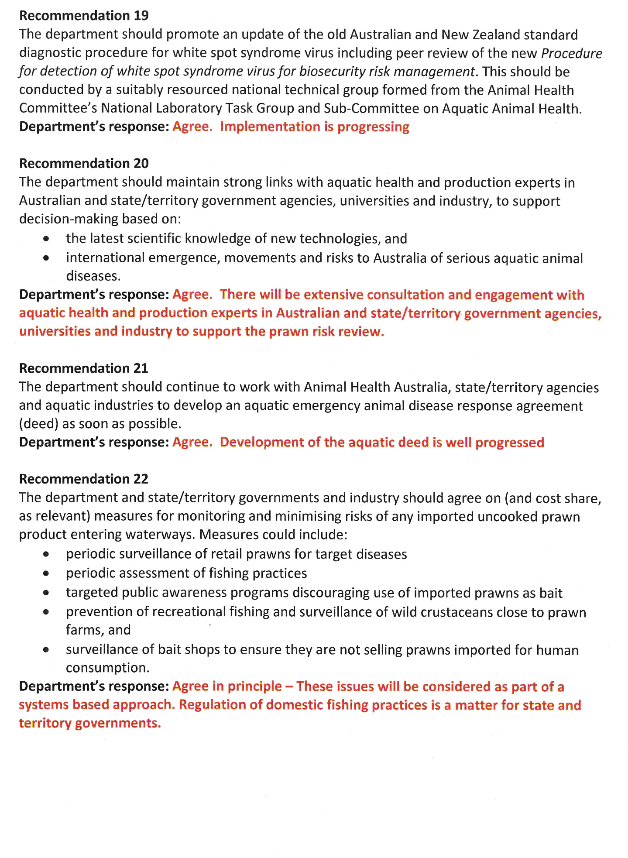 Recommendation 19
The department should promote an update of the old Australian and New Zealand standard
diagnostic procedure for white spot syndrome virus including peer review of the new Procedure
for detection of white spot syndrome virus for biosecurity risk management. This should be
conducted by a suitably resourced national technical group formed from the Animal Health
Committee's National Laboratory Task Group and Sub-Committee on Aquatic Animal Health.
Department's response: Agree. Implementation is progressing
Recommendation 20
The department should maintain strong links with aquatic health and production experts in
Australian and state/territory government agencies, universities and industry, to support
decision-making based on:
• the latest scientific knowledge of new technologies, and
• international emergence, movements and risks to Australia of serious aquatic animal
diseases.
Department's response: Agree. There will be extensive consultation and engagement with
aquatic health and production experts in Australian and state/territory government agencies,
universities and industry to support the prawn risk review.
Recommendation 21
The department should continue to work with Animal Health Australia, state/territory agencies
and aquatic industries to develop an aquatic emergency animal disease response agreement
(deed) as soon as possible.
Department's response: Agree. Development of the aquatic deed is well progressed
Recommendation 22
The department and state/territory governments and industry should agree on (and cost share,
as relevant) measures for monitoring and minimising risks of any imported uncooked prawn
product entering waterways. Measures could include:
• periodic surveillance of retail prawns for target diseases
• periodic assessment of fishing practices
• targeted public awareness programs discouraging use of imported prawns as bait
• prevention of recreational fishing and surveillance of wild crustaceans close to prawn
farms, and
• surveillance of bait shops to ensure they are not selling prawns imported for human
consumption.
Department's response: Agree in principle – These issues will be considered as part of a
systems based approach. Regulation of domestic fishing practices is a matter for state and
territory governments.